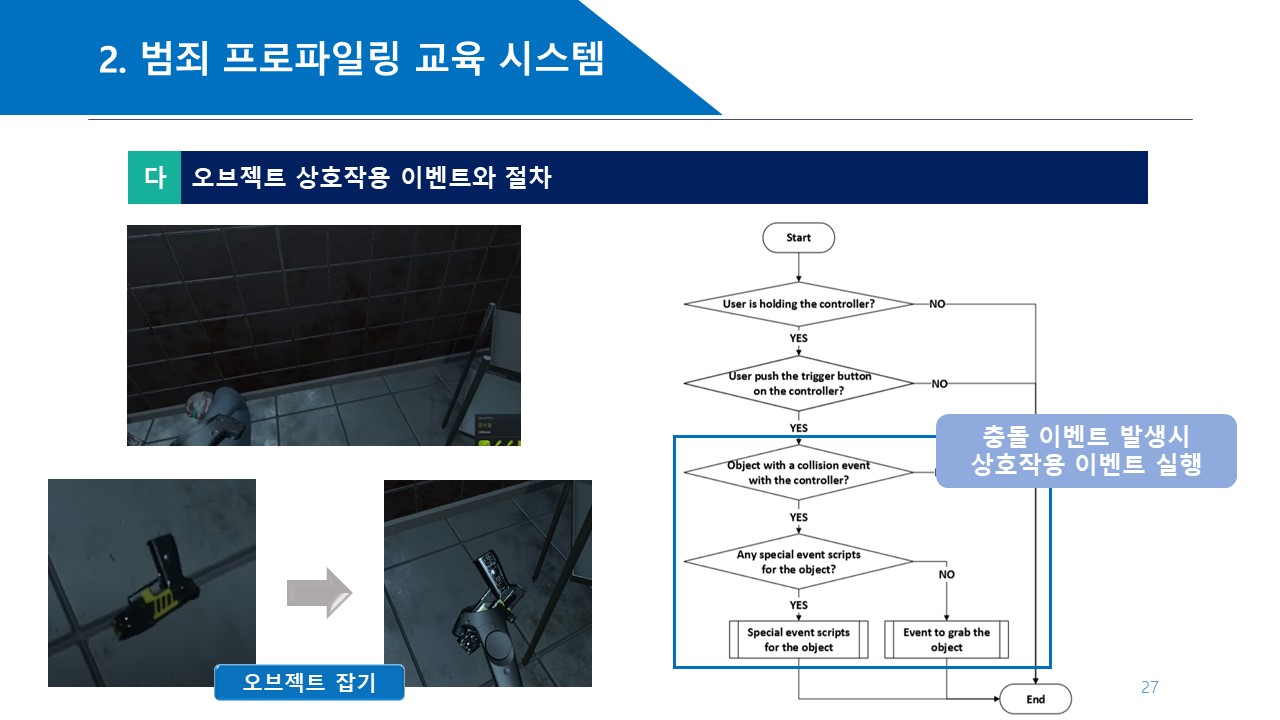 2. 범죄 프로파일링 교육 시스템
다
오브젝트 상호작용 이벤트와 절차
Start
User is holding the controller?
NO
YES
User push the trigger button
on the controller?
NO
YES
충돌 이벤트 발생시
상호작용 이벤트 실행
Object with a collision event
with the controller?
YES
Any special event scripts
for the object?
NO
YES
Special event scripts
for the object
Event to grab the
object
오브젝트 잡기
27
End